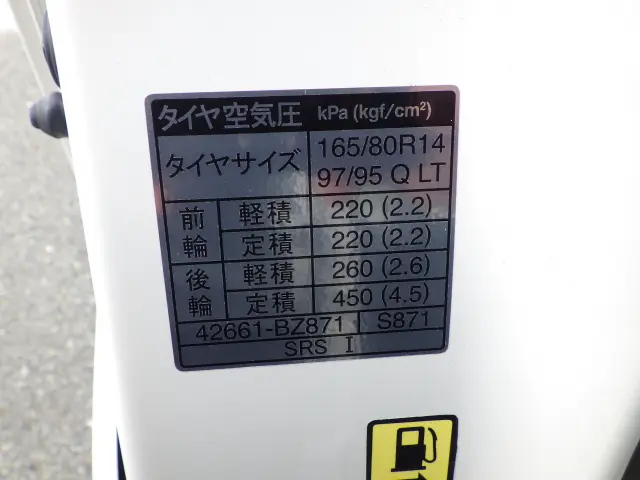 タイヤ空気圧 kPa (kgf/cm²)
タイヤサイズ 165/80R14 97/95 Q LT
前輪 軽積 220 (2.2)
定積 220 (2.2)
後輪 軽積 260 (2.6)
定積 450 (4.5)
42661-BZ871 S871
SRS I